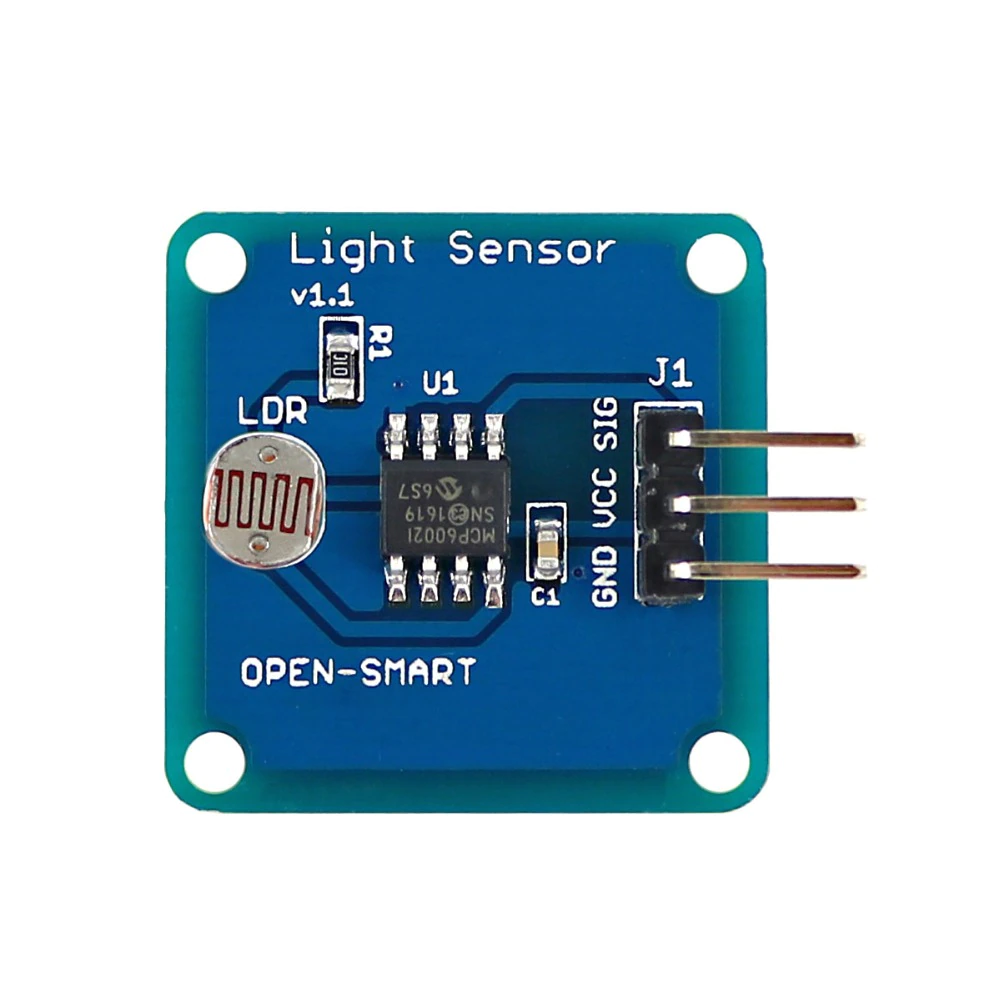 Light Sensor
v1.1
R1
01C
U1
J1
LDR
SIG
VCC
GND
MCP6002I
SN e3 1619
6S7
C1
OPEN-SMART